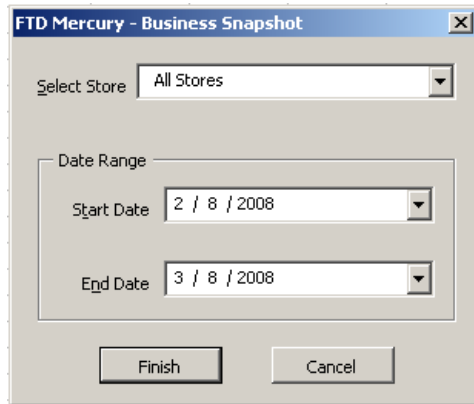 FTD Mercury - Business Snapshot
Select Store All Stores
Date Range
Start Date 2 / 8 / 2008
End Date 3 / 8 / 2008
Finish Cancel